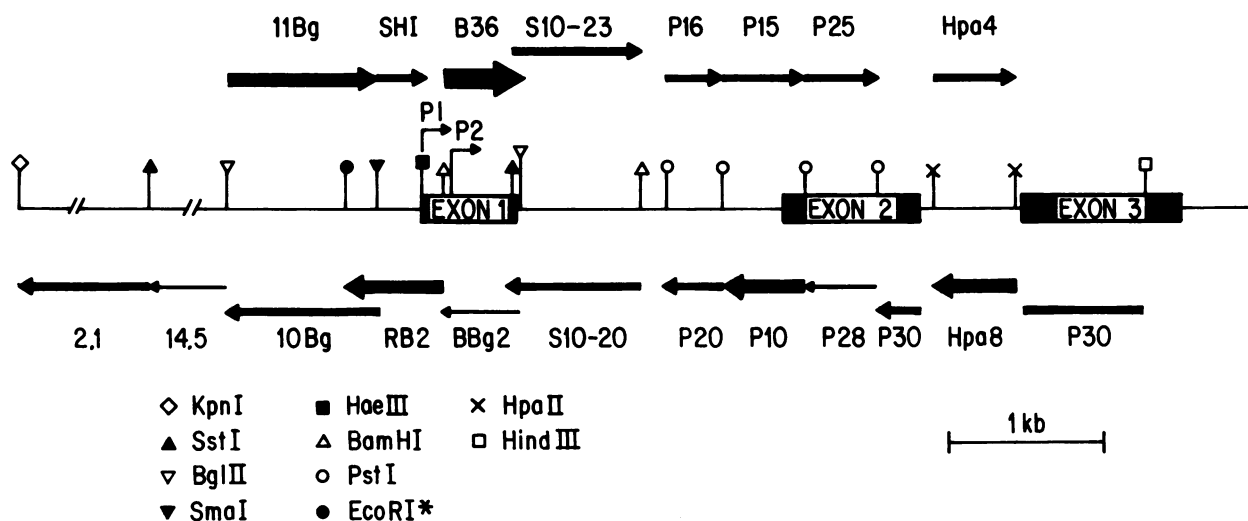 11Bg SHI B36 S10-23 P16 P15 P25 Hpa4
P1
P2
EXON 1 EXON 2 EXON 3
2,1 14.5 10Bg RB2 BBg2 S10-20 P20 P10 P28 P30 Hpa8 P30
KpnI HaeIII HpaII
SstI BamHI HindIII
BglII PstI
SmaI EcoRI*
1 kb